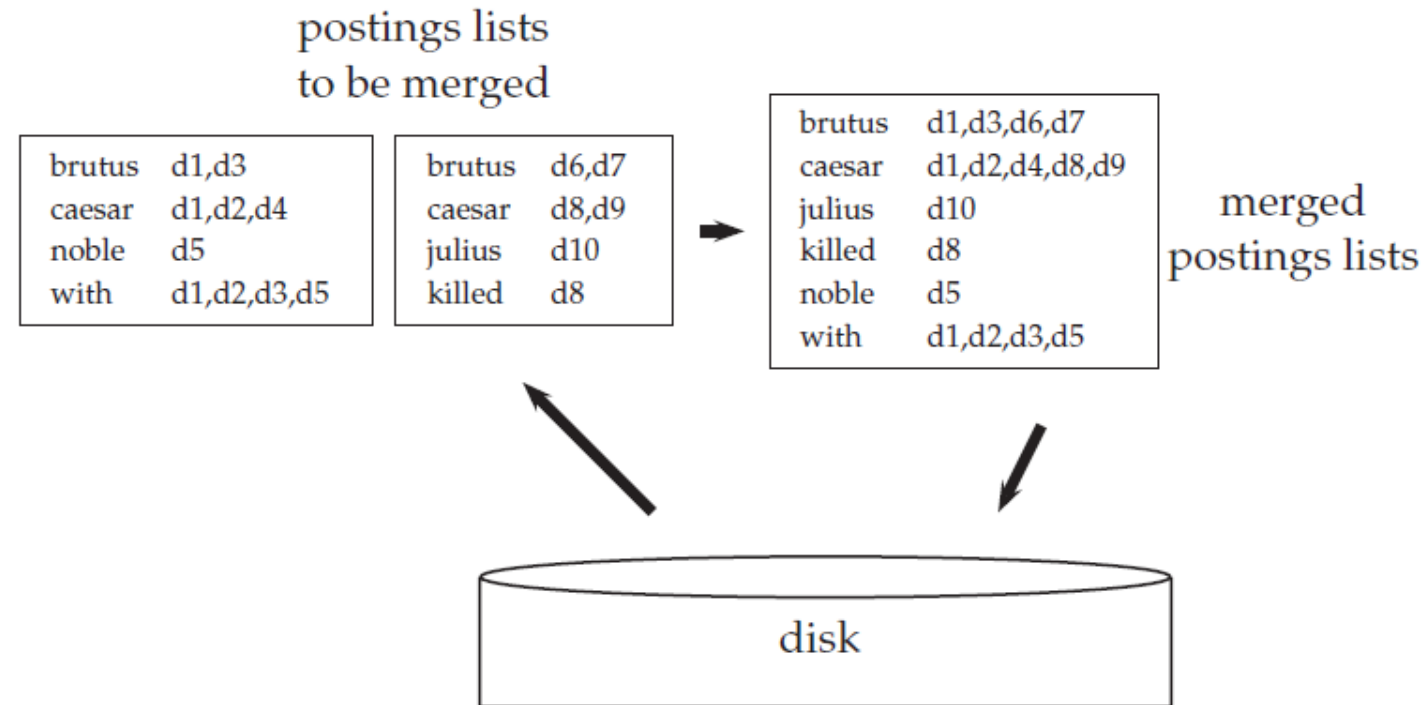 postings lists
to be merged
brutus d1,d3
caesar d1,d2,d4
noble d5
with d1,d2,d3,d5
brutus d6,d7
caesar d8,d9
julius d10
killed d8
brutus d1,d3,d6,d7
caesar d1,d2,d4,d8,d9
julius d10
killed d8
noble d5
with d1,d2,d3,d5
merged
postings lists
disk